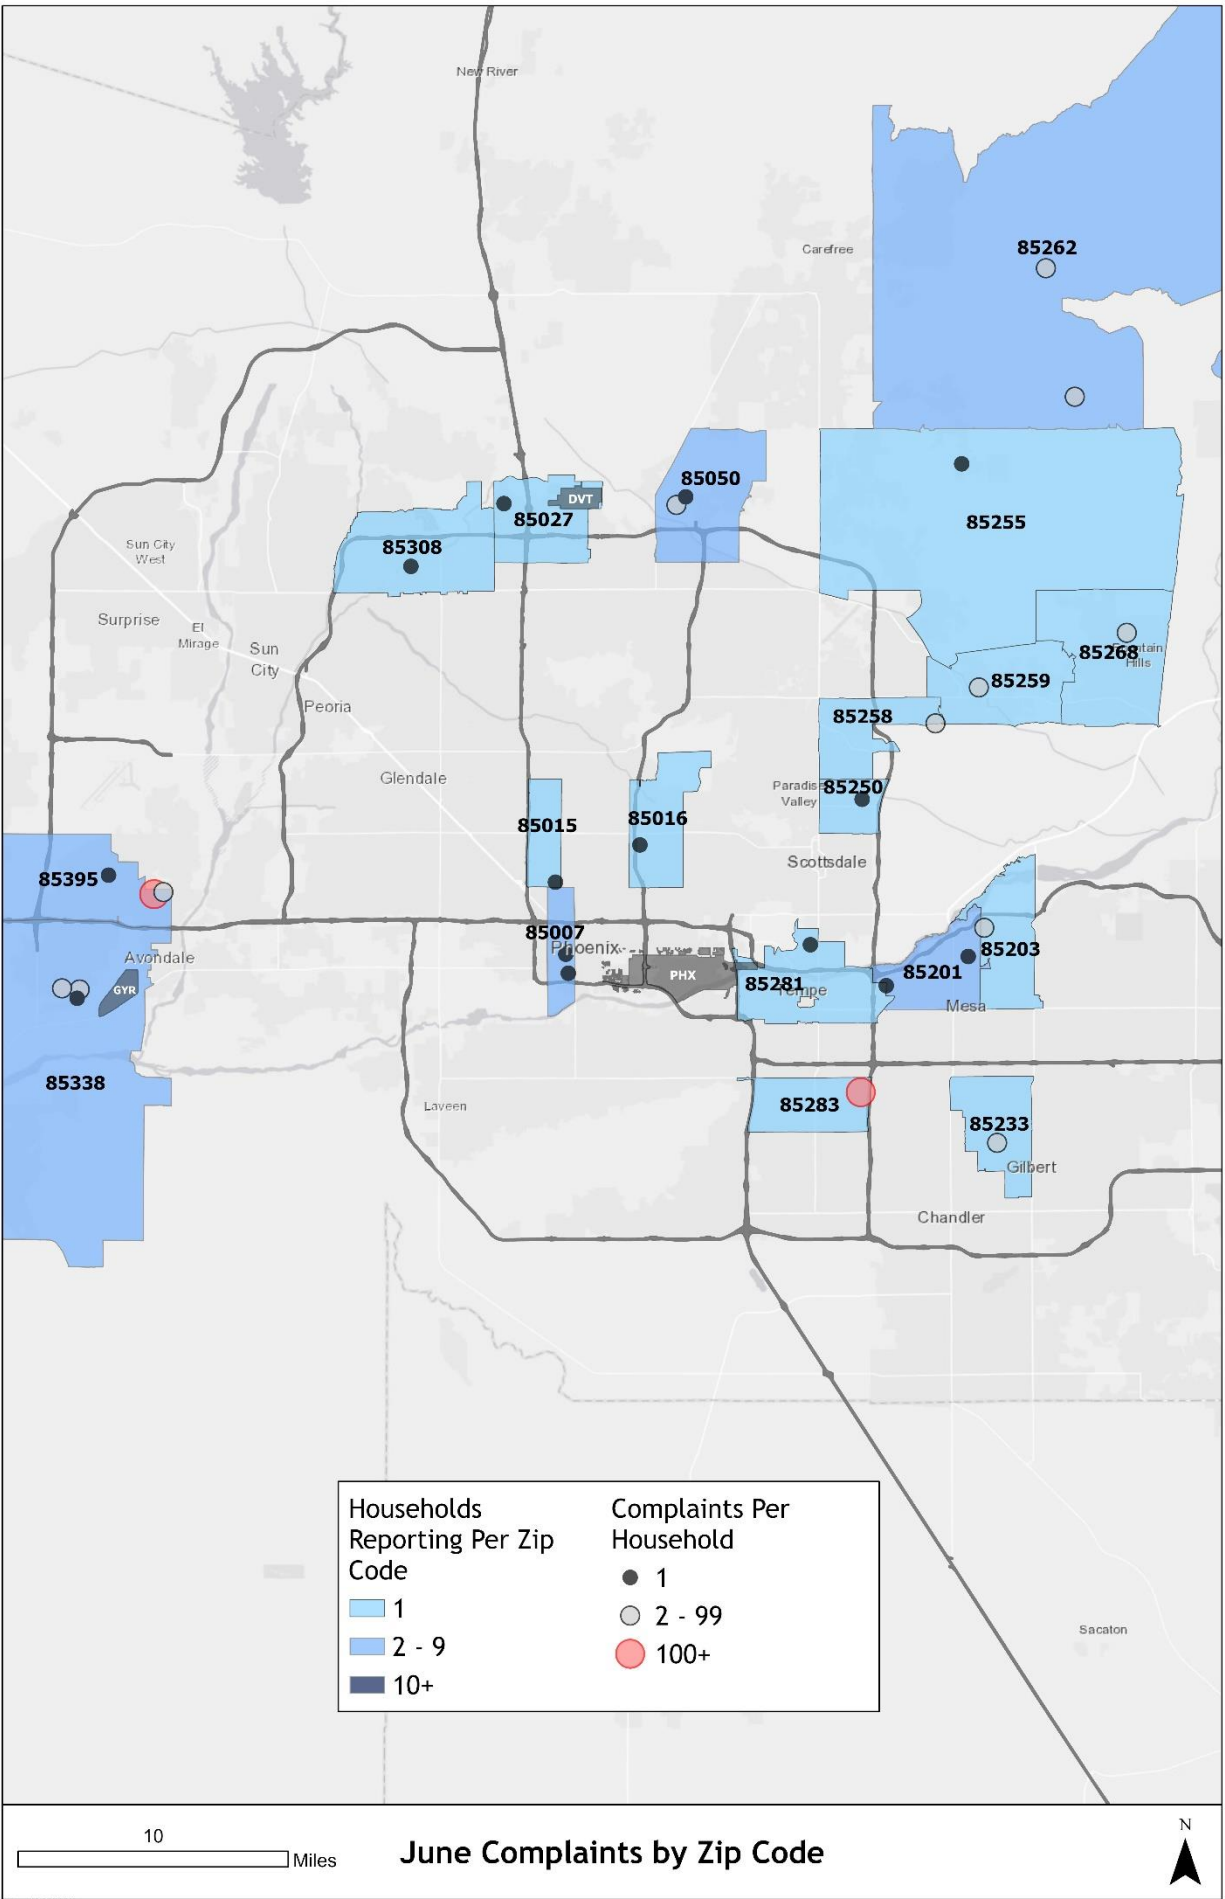 New River
Carefree
85262
85050
DVT
85027
85255
85308
Sun City
West
Surprise
El
Mirage
Sun
City
Fountain
Hills
85268
85259
Peoria
85258
Glendale
Paradise
Valley
85250
85015
85016
Scottsdale
85395
85007
Phoenix
Avondale
PHX
85203
85201
85281
Tempe
GYR
Mesa
85338
Laveen
85283
85233
Gilbert
Chandler
Households
Reporting Per Zip
Code
1
2 - 9
10+
Complaints Per
Household
1
2 - 99
100+
Sacaton
10
Miles
June Complaints by Zip Code
N